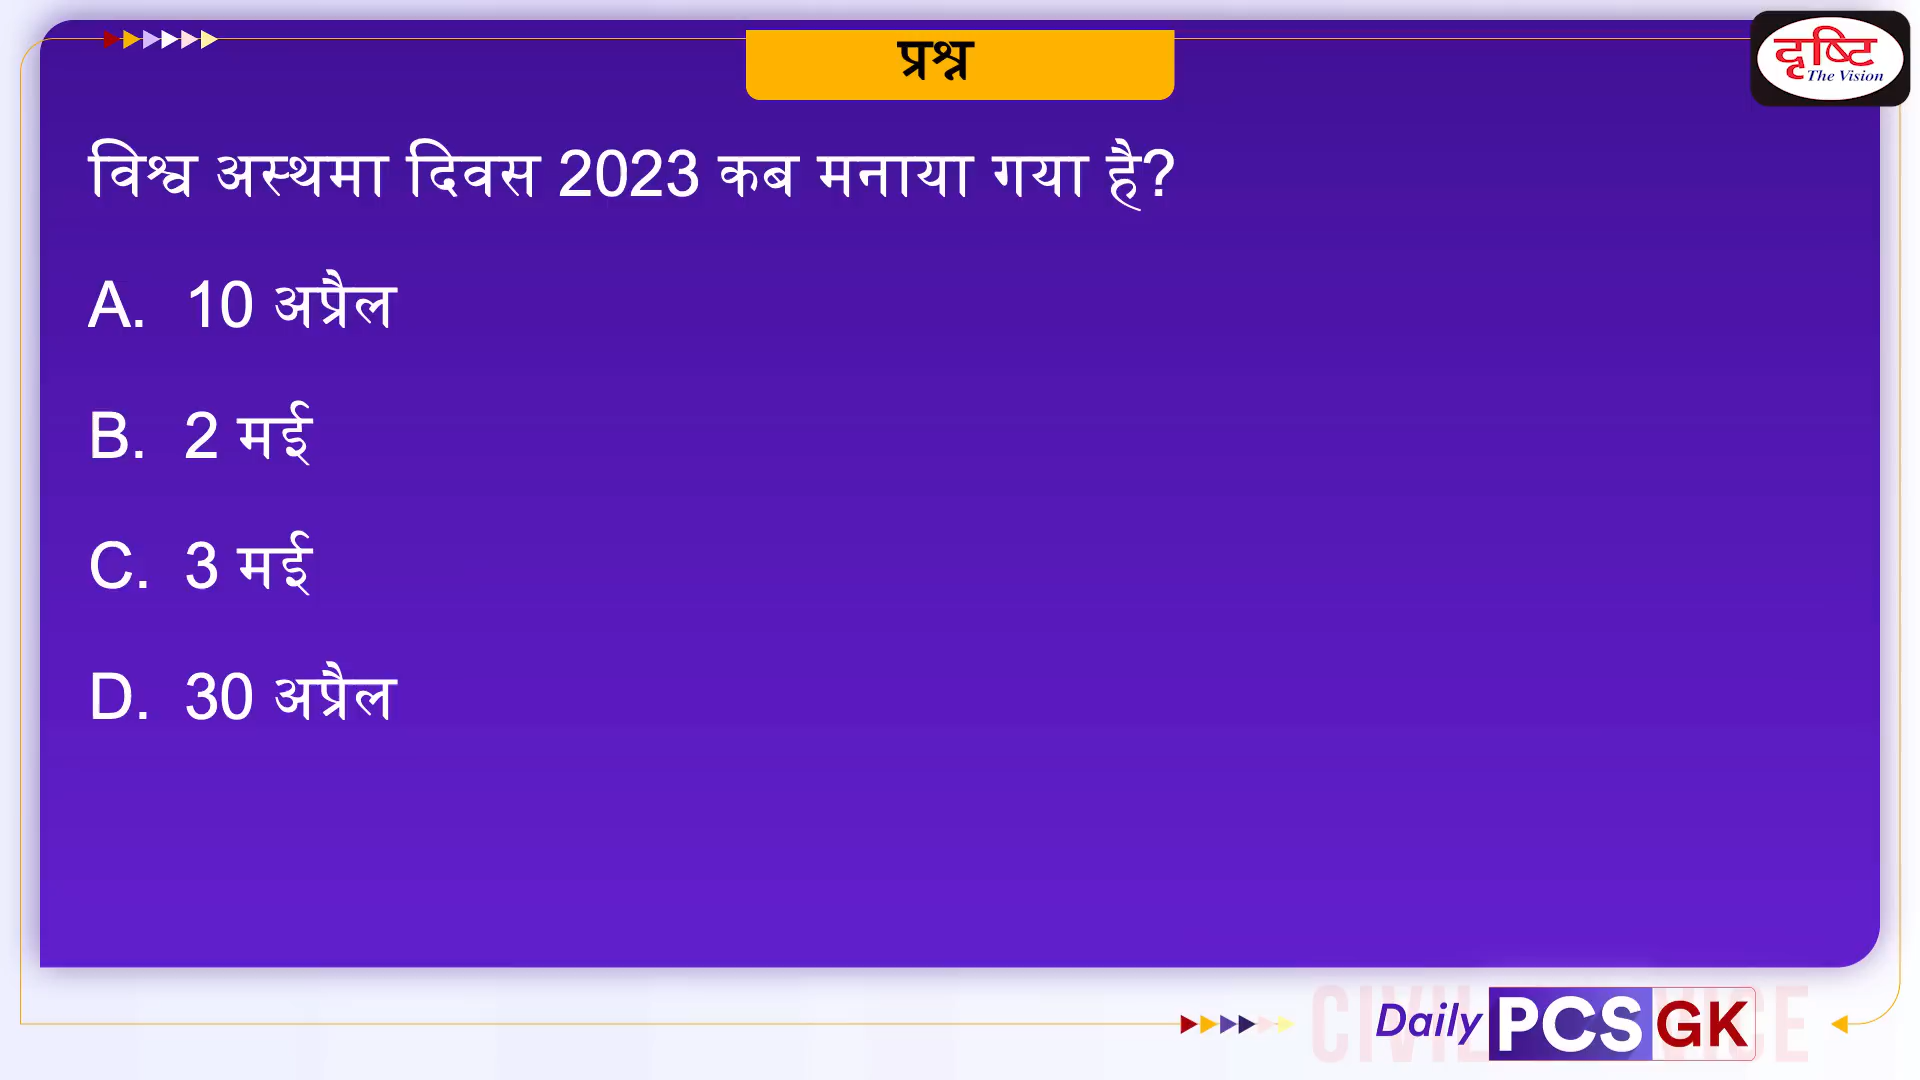 प्रश्न
दृष्टि
The Vision
विश्व अस्थमा दिवस 2023 कब मनाया गया है?
A. 10 अप्रैल
B. 2 मई
C. 3 मई
D. 30 अप्रैल
Daily PCS GK